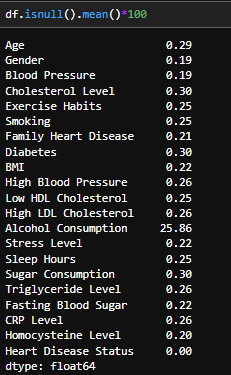 df.isnull().mean()*100
Age 0.29
Gender 0.19
Blood Pressure 0.19
Cholesterol Level 0.30
Exercise Habits 0.25
Smoking 0.25
Family Heart Disease 0.21
Diabetes 0.30
BMI 0.22
High Blood Pressure 0.26
Low HDL Cholesterol 0.25
High LDL Cholesterol 0.26
Alcohol Consumption 25.86
Stress Level 0.22
Sleep Hours 0.25
Sugar Consumption 0.30
Triglyceride Level 0.26
Fasting Blood Sugar 0.22
CRP Level 0.26
Homocysteine Level 0.20
Heart Disease Status 0.00
dtype: float64